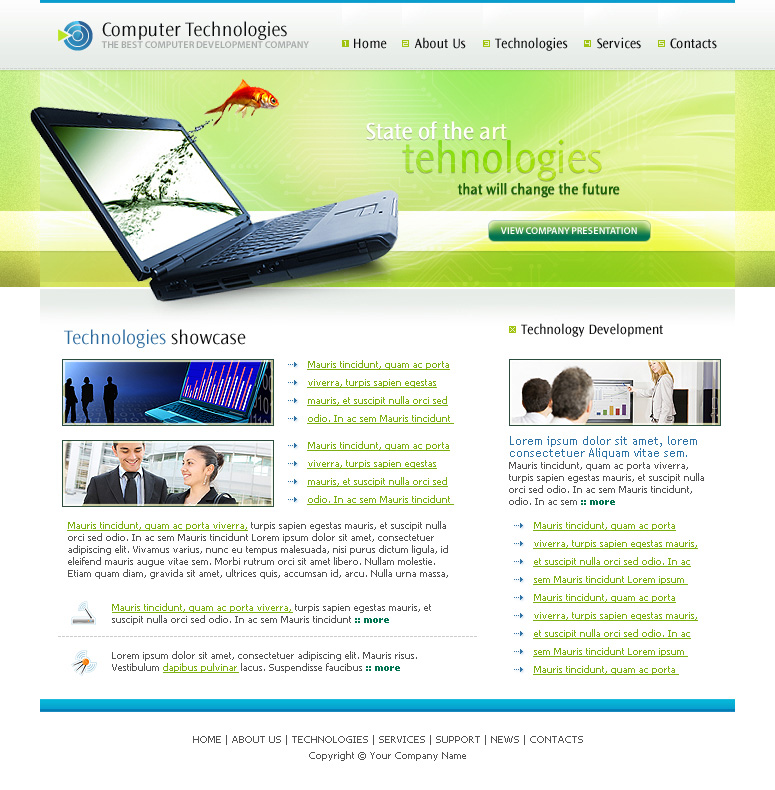 Computer Technologies
THE BEST COMPUTER DEVELOPMENT COMPANY
1 Home 2 About Us 3 Technologies 4 Services 5 Contacts
State of the art
tehnologies
that will change the future
VIEW COMPANY PRESENTATION
Technologies showcase
Mauris tincidunt, quam ac porta
viverra, turpis sapien egestas
mauris, et suscipit nulla orci sed
odio. In ac sem Mauris tincidunt
Mauris tincidunt, quam ac porta
viverra, turpis sapien egestas
mauris, et suscipit nulla orci sed
odio. In ac sem Mauris tincidunt
Mauris tincidunt, quam ac porta viverra, turpis sapien egestas mauris, et suscipit nulla
orci sed odio. In ac sem Mauris tincidunt Lorem ipsum dolor sit amet, consectetuer
adipiscing elit. Vivamus varius, nunc eu tempus malesuada, nisi purus dictum ligula, id
eleifend mauris augue vitae sem. Morbi rutrum orci sit amet libero. Nullam molestie.
Etiam quam diam, gravida sit amet, ultrices quis, accumsan id, arcu. Nulla urna massa,
Mauris tincidunt, quam ac porta viverra, turpis sapien egestas mauris, et
suscipit nulla orci sed odio. In ac sem Mauris tincidunt :: more
Lorem ipsum dolor sit amet, consectetuer adipiscing elit. Mauris risus.
Vestibulum dapibus pulvinar lacus. Suspendisse faucibus :: more
Technology Development
Lorem ipsum dolor sit amet, lorem
consectetuer Aliquam vitae sem.
Mauris tincidunt, quam ac porta viverra,
turpis sapien egestas mauris, et suscipit nulla
orci sed odio. In ac sem Mauris tincidunt,
odio. In ac sem :: more
Mauris tincidunt, quam ac porta
viverra, turpis sapien egestas mauris,
et suscipit nulla orci sed odio. In ac
sem Mauris tincidunt Lorem ipsum
Mauris tincidunt, quam ac porta
viverra, turpis sapien egestas mauris,
et suscipit nulla orci sed odio. In ac
sem Mauris tincidunt Lorem ipsum
Mauris tincidunt, quam ac porta
HOME | ABOUT US | TECHNOLOGIES | SERVICES | SUPPORT | NEWS | CONTACTS
Copyright © Your Company Name